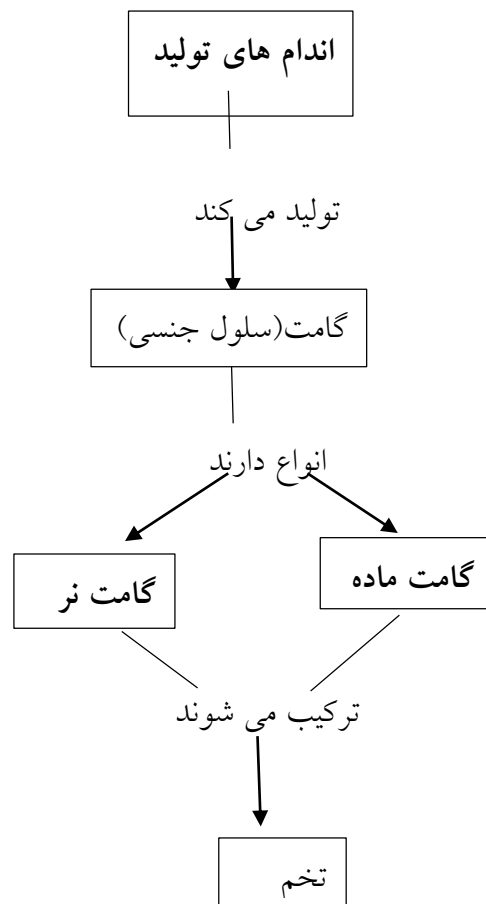 اندام های تولید
تولید می کند
گامت(سلول جنسی)
انواع دارند
گامت ماده
گامت نر
ترکیب می شوند
تخم